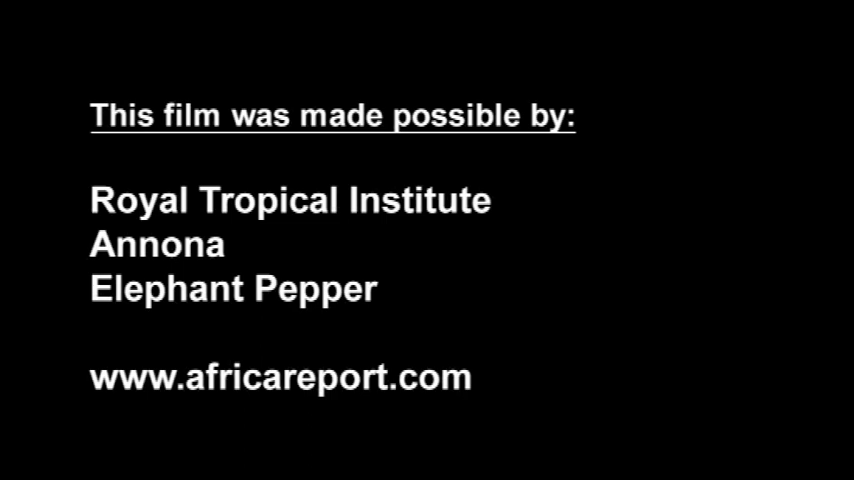 This film was made possible by:
Royal Tropical Institute
Annona
Elephant Pepper
www.africareport.com